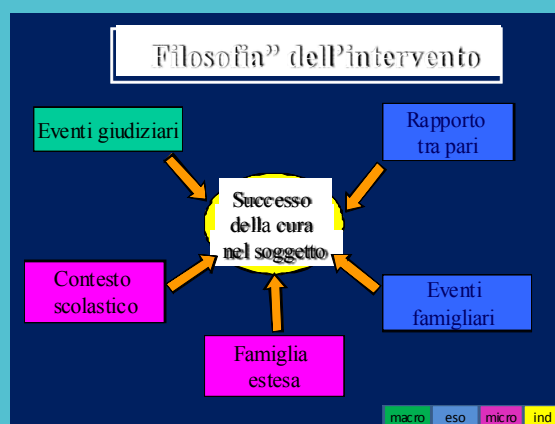 Filosofia” dell’intervento
Eventi giudiziari
Rapporto
tra pari
Successo
della cura
nel soggetto
Contesto
scolastico
Eventi
famigliari
Famiglia
estesa
macro eso micro ind